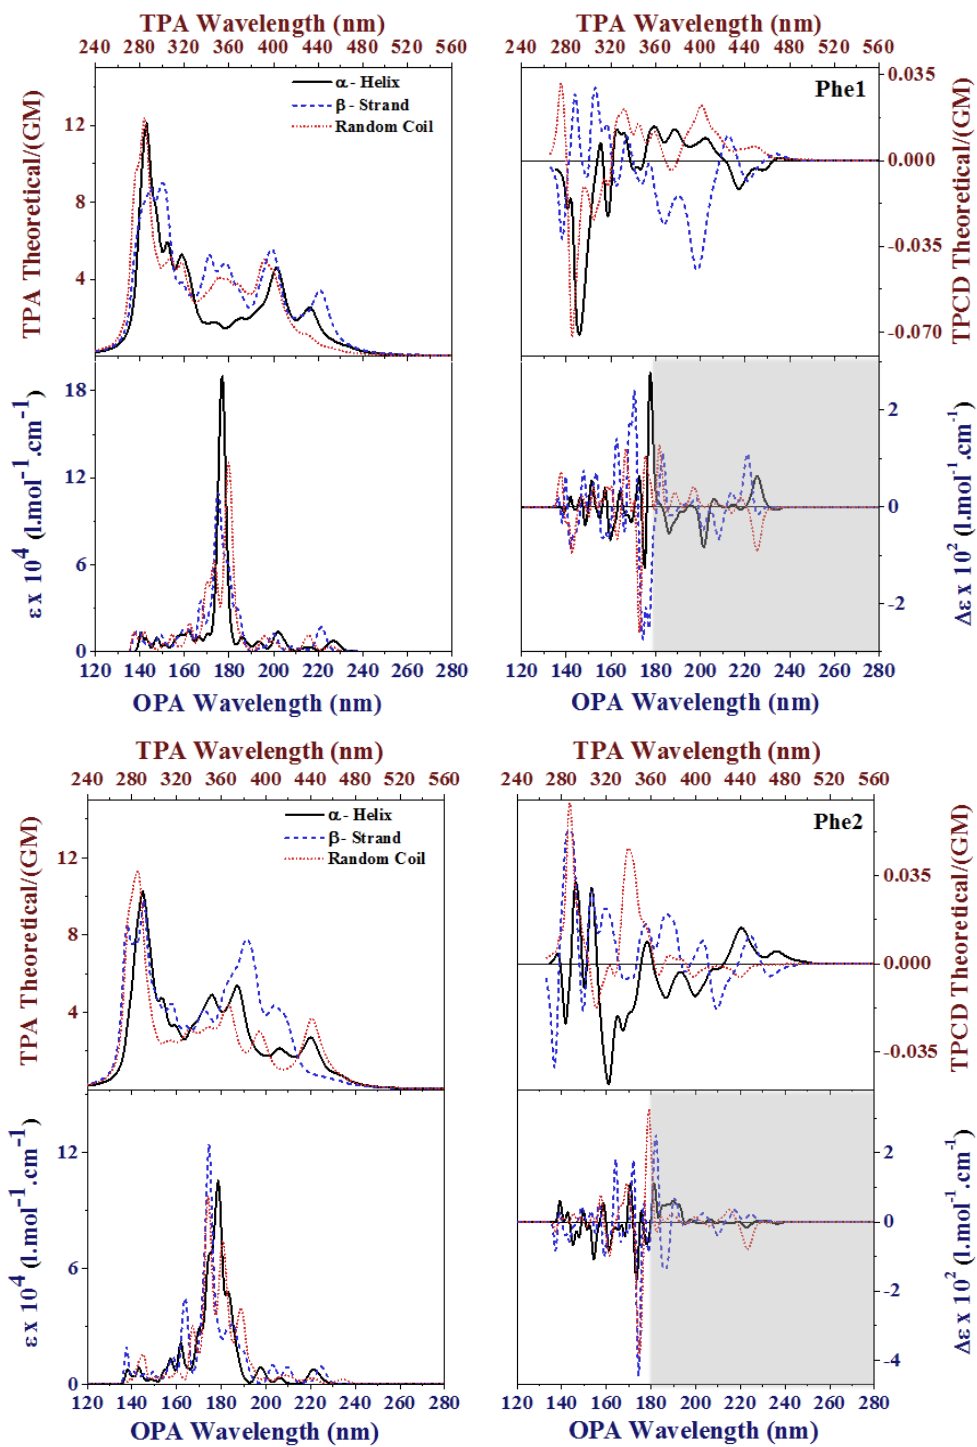 TPA Wavelength (nm)
TPA Wavelength (nm)
240 280 320 360 400 440 480 520 560
240 280 320 360 400 440 480 520 560
α - Helix
β - Strand
Random Coil
Phe1
TPA Theoretical/(GM)
12
8
4
0.035
0.000
-0.035
-0.070
TPCD Theoretical/(GM)
ε x 10⁴ (l.mol⁻¹.cm⁻¹)
18
12
6
0
2
0
-2
Δε x 10² (l.mol⁻¹.cm⁻¹)
120 140 160 180 200 220 240 260 280
120 140 160 180 200 220 240 260 280
OPA Wavelength (nm)
OPA Wavelength (nm)
TPA Wavelength (nm)
TPA Wavelength (nm)
240 280 320 360 400 440 480 520 560
240 280 320 360 400 440 480 520 560
α - Helix
β - Strand
Random Coil
Phe2
TPA Theoretical/(GM)
12
8
4
0.035
0.000
-0.035
TPCD Theoretical/(GM)
ε x 10⁴ (l.mol⁻¹.cm⁻¹)
12
6
0
2
0
-2
-4
Δε x 10² (l.mol⁻¹.cm⁻¹)
120 140 160 180 200 220 240 260 280
120 140 160 180 200 220 240 260 280
OPA Wavelength (nm)
OPA Wavelength (nm)